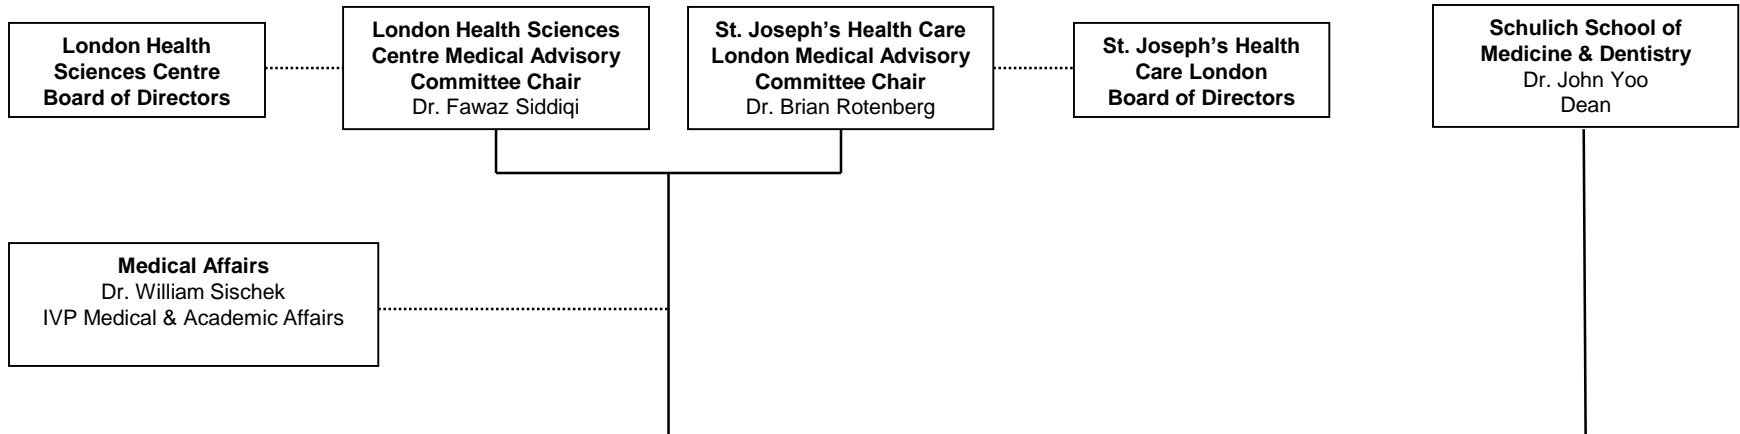 London Health
Sciences Centre
Board of Directors
London Health Sciences
Centre Medical Advisory
Committee Chair
Dr. Fawaz Siddiqi
St. Joseph’s Health Care
London Medical Advisory
Committee Chair
Dr. Brian Rotenberg
St. Joseph’s Health
Care London
Board of Directors
Schulich School of
Medicine & Dentistry
Dr. John Yoo
Dean
Medical Affairs
Dr. William Sischek
IVP Medical & Academic Affairs